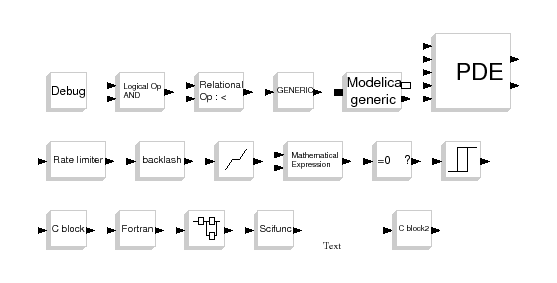 Debug
Logical Op
AND
Relational
Op : <
GENERIC
Modelica
generic
PDE
Rate limiter
backlash
Mathematical
Expression
=0 ?
C block
Fortran
Scifunc
Text
C block2